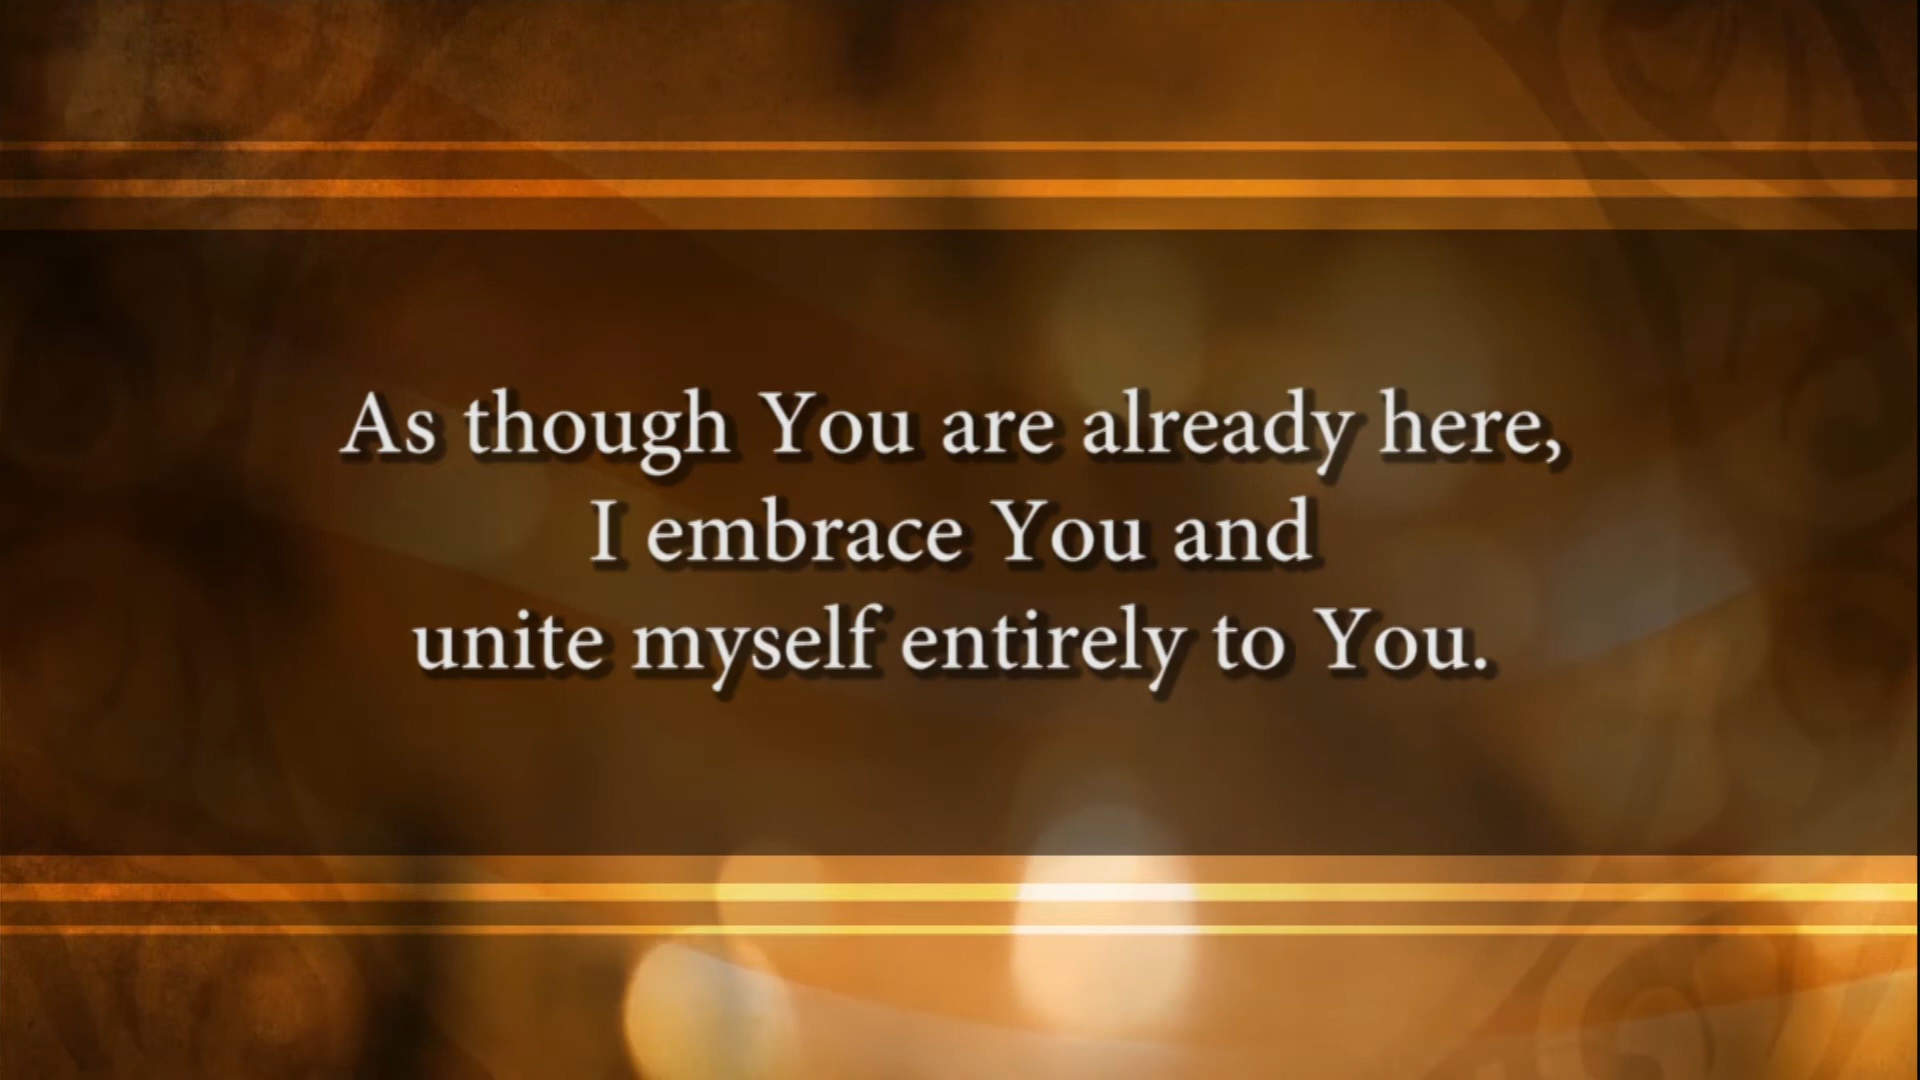 As though You are already here,
I embrace You and
unite myself entirely to You.